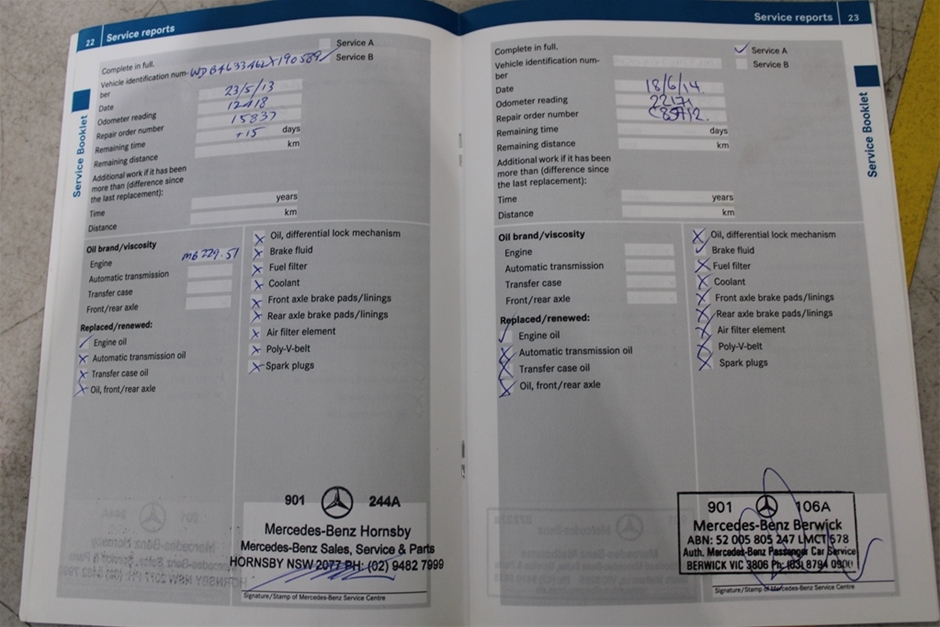 22 Service reports
Complete in full.
Service A
Service B
Vehicle identification num-
ber
Date 23/5/13
Odometer reading 12418
Repair order number 15837
Remaining time +15 days
Remaining distance km
Additional work if it has been
more than (difference since
the last replacement):
Time years
Distance km
Oil brand/viscosity
Engine MB 229.51
Automatic transmission
Transfer case
Front/rear axle
Replaced/renewed:
Engine oil
Automatic transmission oil
Transfer case oil
Oil, front/rear axle
Oil, differential lock mechanism
Brake fluid
Fuel filter
Coolant
Front axle brake pads/linings
Rear axle brake pads/linings
Air filter element
Poly-V-belt
Spark plugs
901 244A
Mercedes-Benz Hornsby
Mercedes-Benz Sales, Service & Parts
HORNSBY NSW 2077 PH: (02) 9482 7999
Signature/Stamp of Mercedes-Benz Service Centre
Service Booklet
Service reports 23
Complete in full.
Service A
Service B
Vehicle identification num-
ber
Date 18/6/14
Odometer reading
Repair order number
Remaining time days
Remaining distance km
Additional work if it has been
more than (difference since
the last replacement):
Time years
Distance km
Oil brand/viscosity
Engine
Automatic transmission
Transfer case
Front/rear axle
Replaced/renewed:
Engine oil
Automatic transmission oil
Transfer case oil
Oil, front/rear axle
Oil, differential lock mechanism
Brake fluid
Fuel filter
Coolant
Front axle brake pads/linings
Rear axle brake pads/linings
Air filter element
Poly-V-belt
Spark plugs
901 106A
Mercedes-Benz Berwick
ABN: 52 005 805 247 LMCT 578
Auth. Mercedes-Benz Passenger Car Service
BERWICK VIC 3806 Ph: (03) 8794 0900
Signature/Stamp of Mercedes-Benz Service Centre
Service Booklet